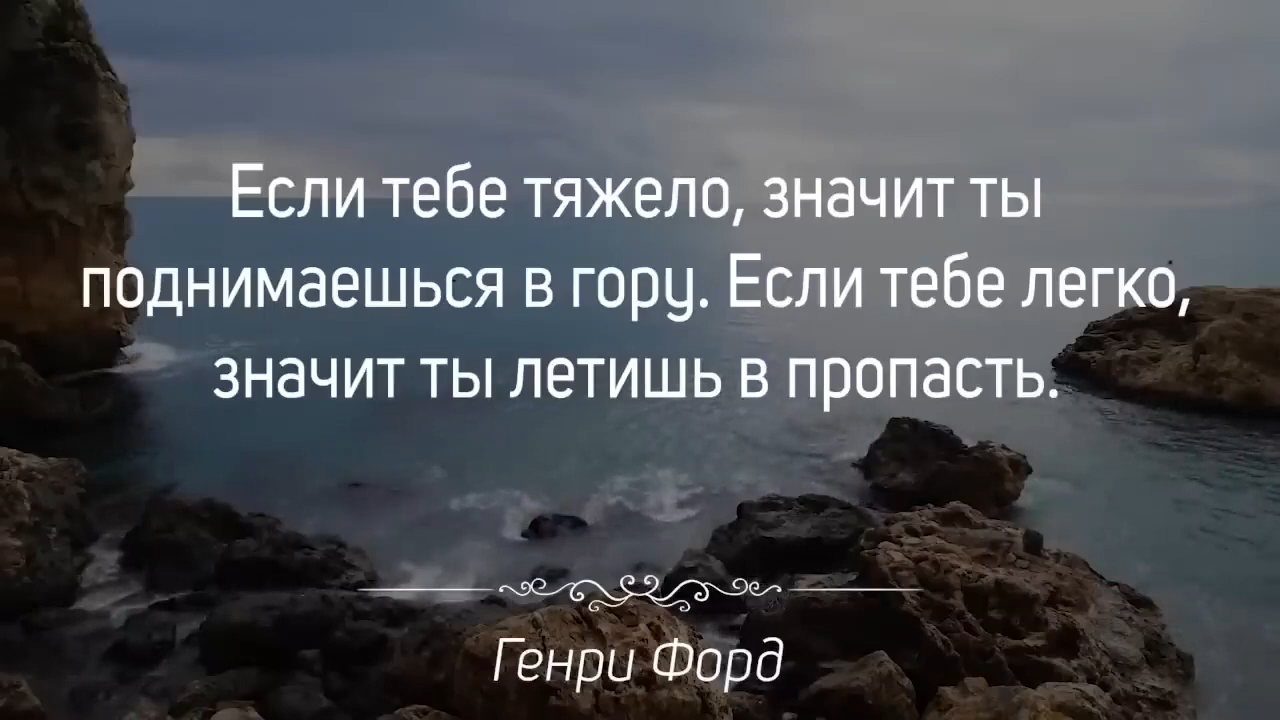 Если тебе тяжело, значит ты
поднимаешься в гору. Если тебе легко,
значит ты летишь в пропасть.
Генри Форд